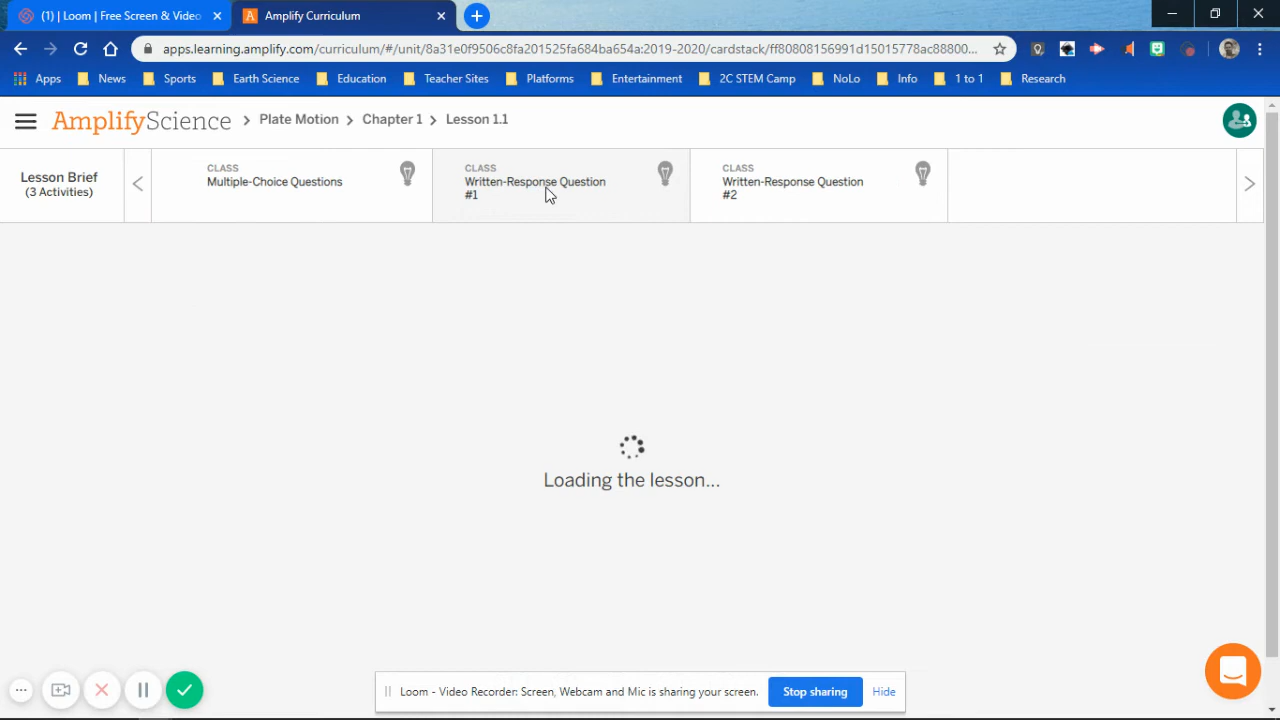 (1) | Loom | Free Screen & Video
Amplify Curriculum
apps.learning.amplify.com/curriculum/#/unit/8a31e0f9506c8fa201525fa684ba654a:2019-2020/cardstack/ff80808156991d15015778ac88800...
Apps News Sports Earth Science Education Teacher Sites Platforms Entertainment 2C STEM Camp NoLo Info 1 to 1 Research
AmplifyScience > Plate Motion > Chapter 1 > Lesson 1.1
Lesson Brief
(3 Activities)
CLASS
Multiple-Choice Questions
CLASS
Written-Response Question
#1
CLASS
Written-Response Question
#2
Loading the lesson...
Loom - Video Recorder: Screen, Webcam and Mic is sharing your screen. Stop sharing Hide